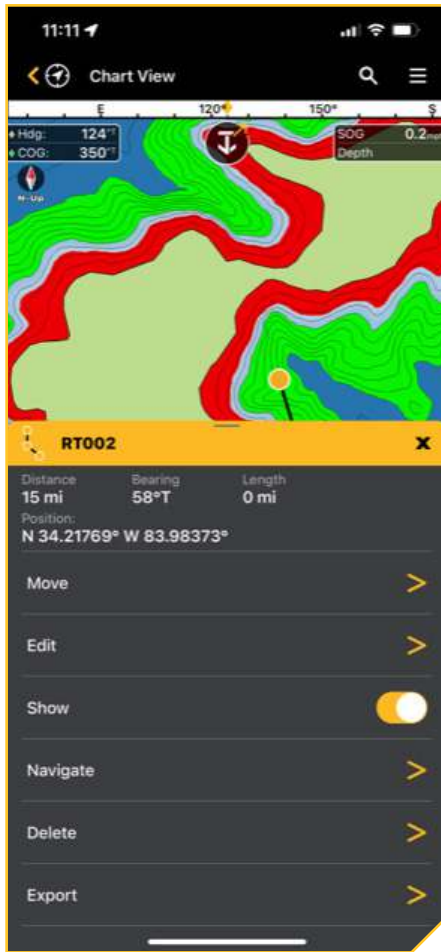 11:11
Chart View
E 120° 150° S
Hdg: 124°T
SOG 0.2mph
COG: 350°T
Depth
N-Up
RT002 X
Distance Bearing Length
15 mi 58°T 0 mi
Position:
N 34.21769° W 83.98373°
Move
Edit
Show
Navigate
Delete
Export